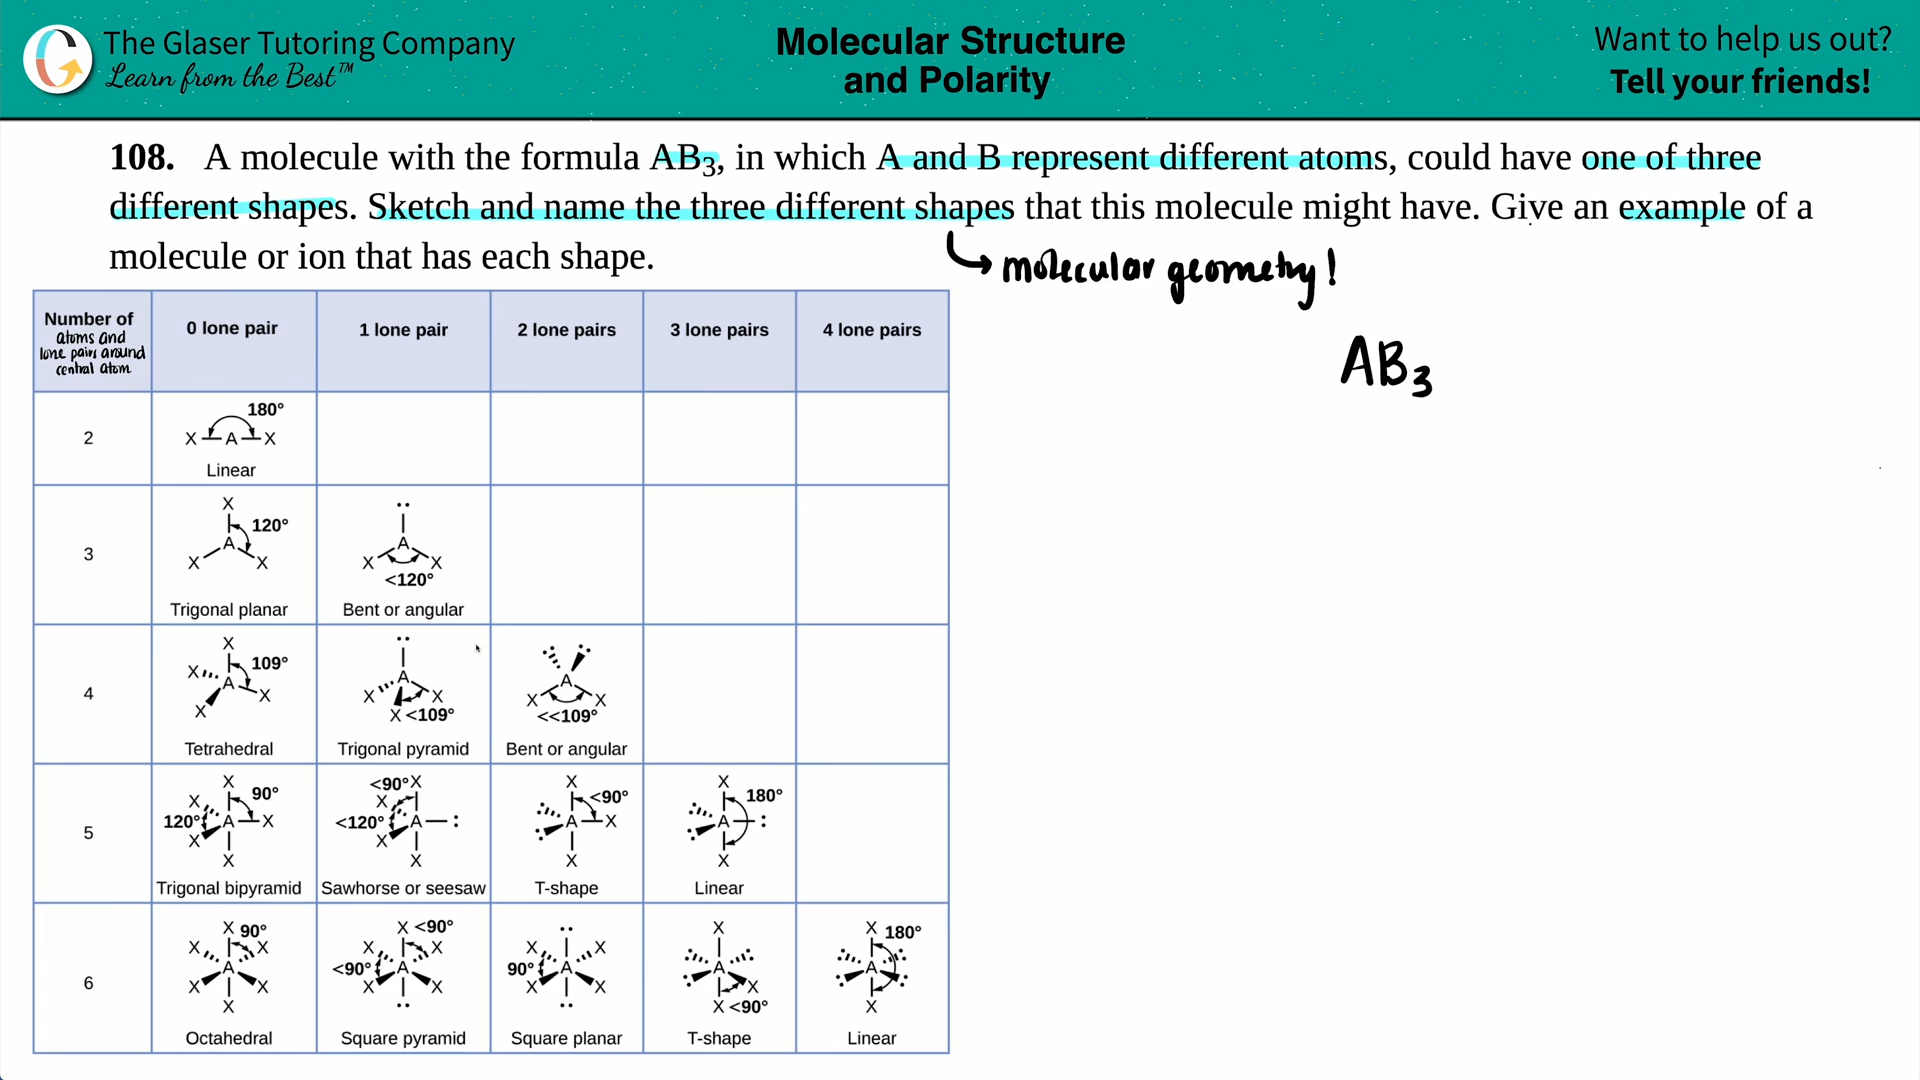 The Glaser Tutoring Company
Learn from the Best™
Molecular Structure
and Polarity
Want to help us out?
Tell your friends!
108. A molecule with the formula AB₃, in which A and B represent different atoms, could have one of three
different shapes. Sketch and name the three different shapes that this molecule might have. Give an example of a
molecule or ion that has each shape.
molecular geometry!
AB₃
Number of
atoms and
lone pairs around
central atom
0 lone pair
1 lone pair
2 lone pairs
3 lone pairs
4 lone pairs
2
180°
X A X
Linear
3
X
120°
A
X X
Trigonal planar
:
A
X X
<120°
Bent or angular
4
X
109°
X
A
X
X
Tetrahedral
:
A
X X
X <109°
Trigonal pyramid
: :
A
X X
<<109°
Bent or angular
5
X
90°
X
120° A X
X
X
Trigonal bipyramid
<90° X
X
<120° A :
X
X
Sawhorse or seesaw
X
<90°
:
A X
:
X
T-shape
X
180°
:
A :
:
X
Linear
6
X 90°
X X
A
X X
X
Octahedral
X <90°
X X
<90° A
X X
:
Square pyramid
:
X X
90° A
X X
:
Square planar
X
: :
A
: X
X <90°
T-shape
X 180°
: :
A
: :
X
Linear